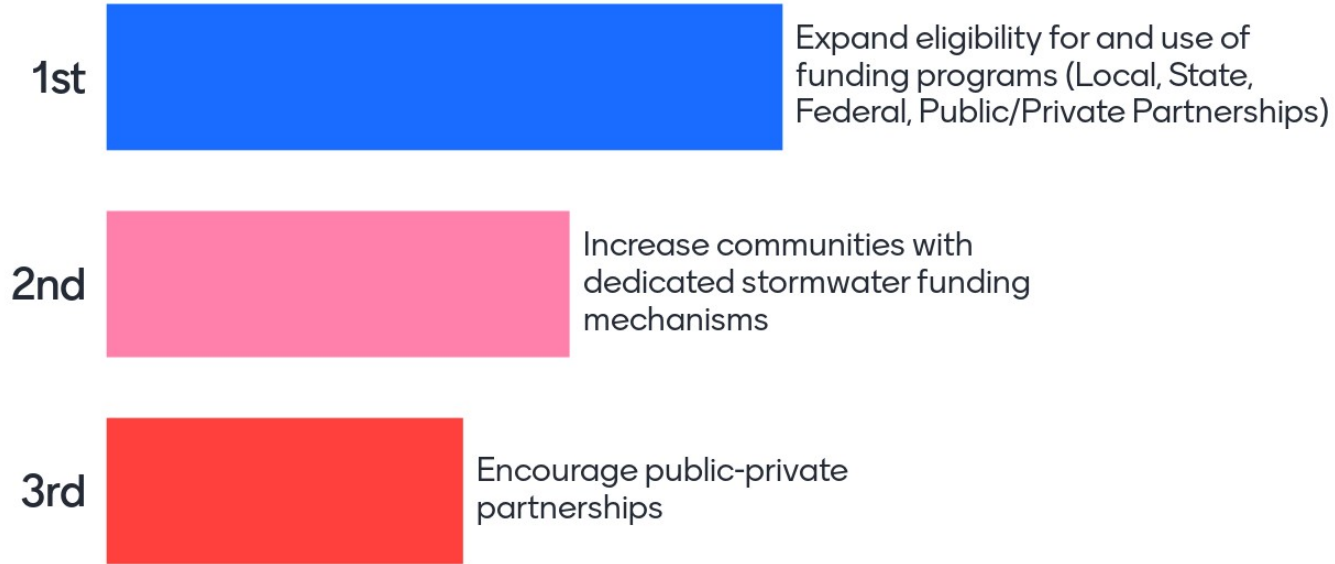 1st
Expand eligibility for and use of
funding programs (Local, State,
Federal, Public/Private Partnerships)
2nd
Increase communities with
dedicated stormwater funding
mechanisms
3rd
Encourage public-private
partnerships